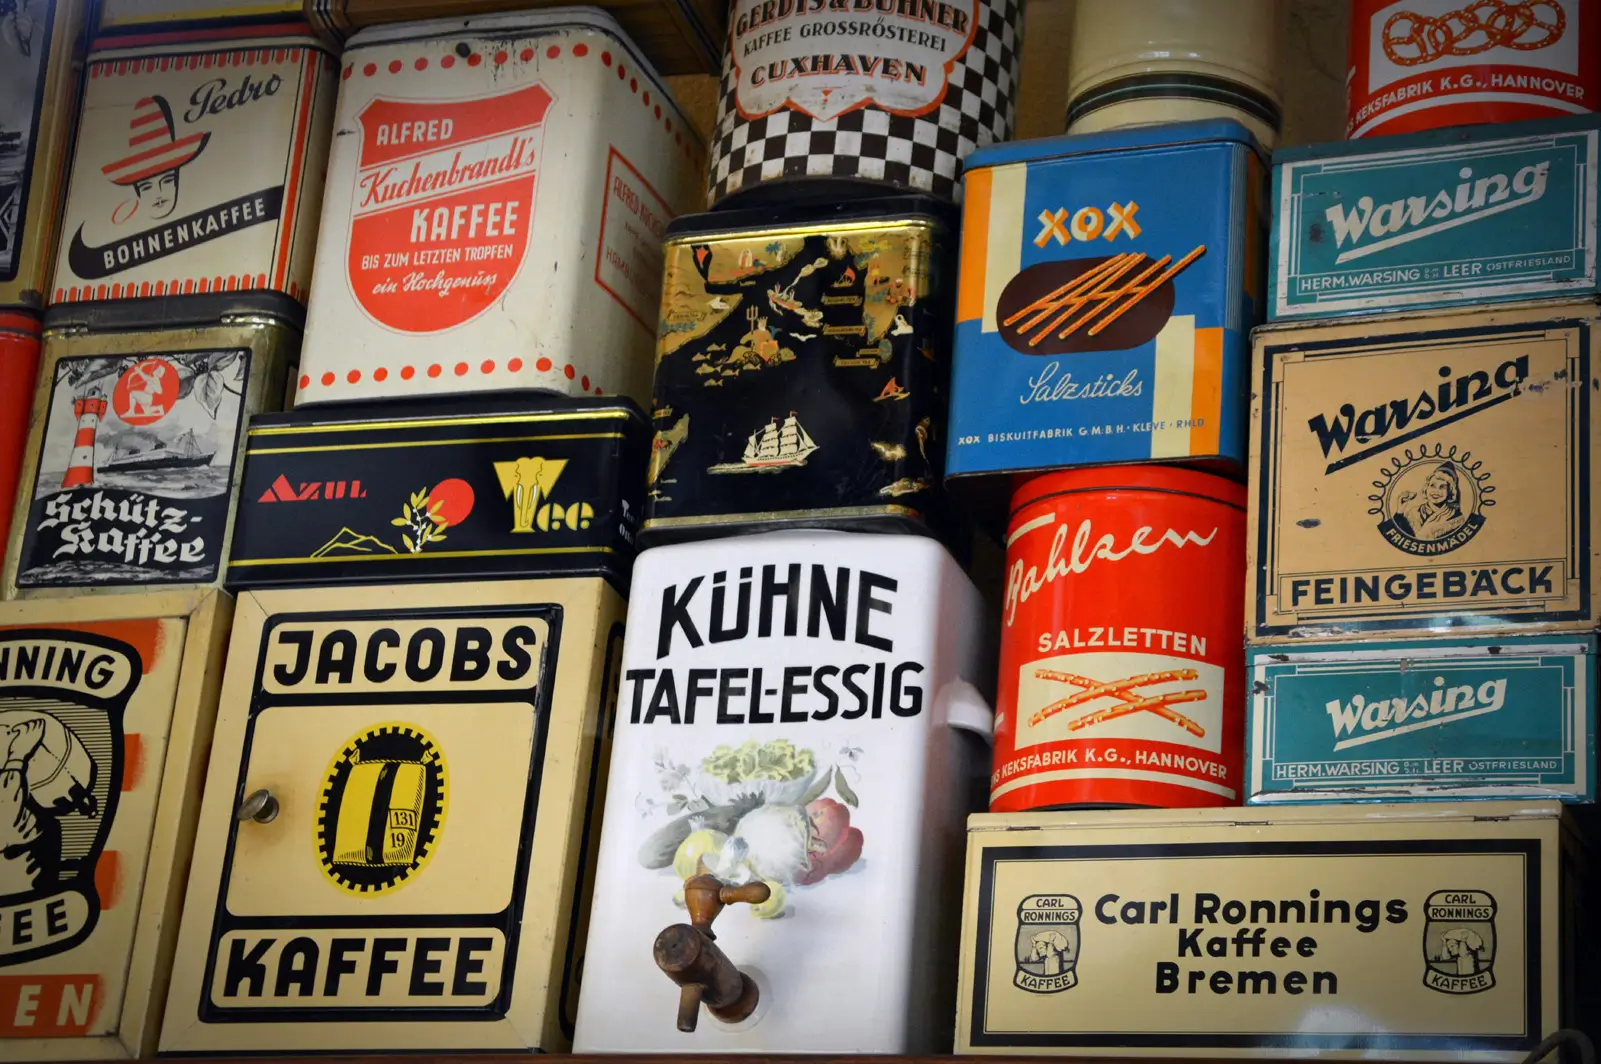 Pedro
BOHNENKAFFEE
ALFRED
Kuchenbrandl's
KAFFEE
BIS ZUM LETZTEN TROPFEN
ein Hochgenuss
GERDTS & BÜHNER
KAFFEE GROSSRÖSTEREI
CUXHAVEN
KEKSFABRIK K.G., HANNOVER
XOX
Salzsticks
XOX BISKUITFABRIK G.M.B.H · KLEVE · RHLD.
Warsing
HERM. WARSING LEER OSTFRIESLAND
Schütz-
Kaffee
AZUL
Tee
Warsing
FRIESENMÄDEL
FEINGEBÄCK
Bahlsen
SALZLETTEN
KEKSFABRIK K.G., HANNOVER
Warsing
HERM. WARSING LEER OSTFRIESLAND
NNING
FEE
EN
JACOBS
131
19
KAFFEE
KÜHNE
TAFEL-ESSIG
CARL
RONNINGS
KAFFEE
Carl Ronnings
Kaffee
Bremen
CARL
RONNINGS
KAFFEE